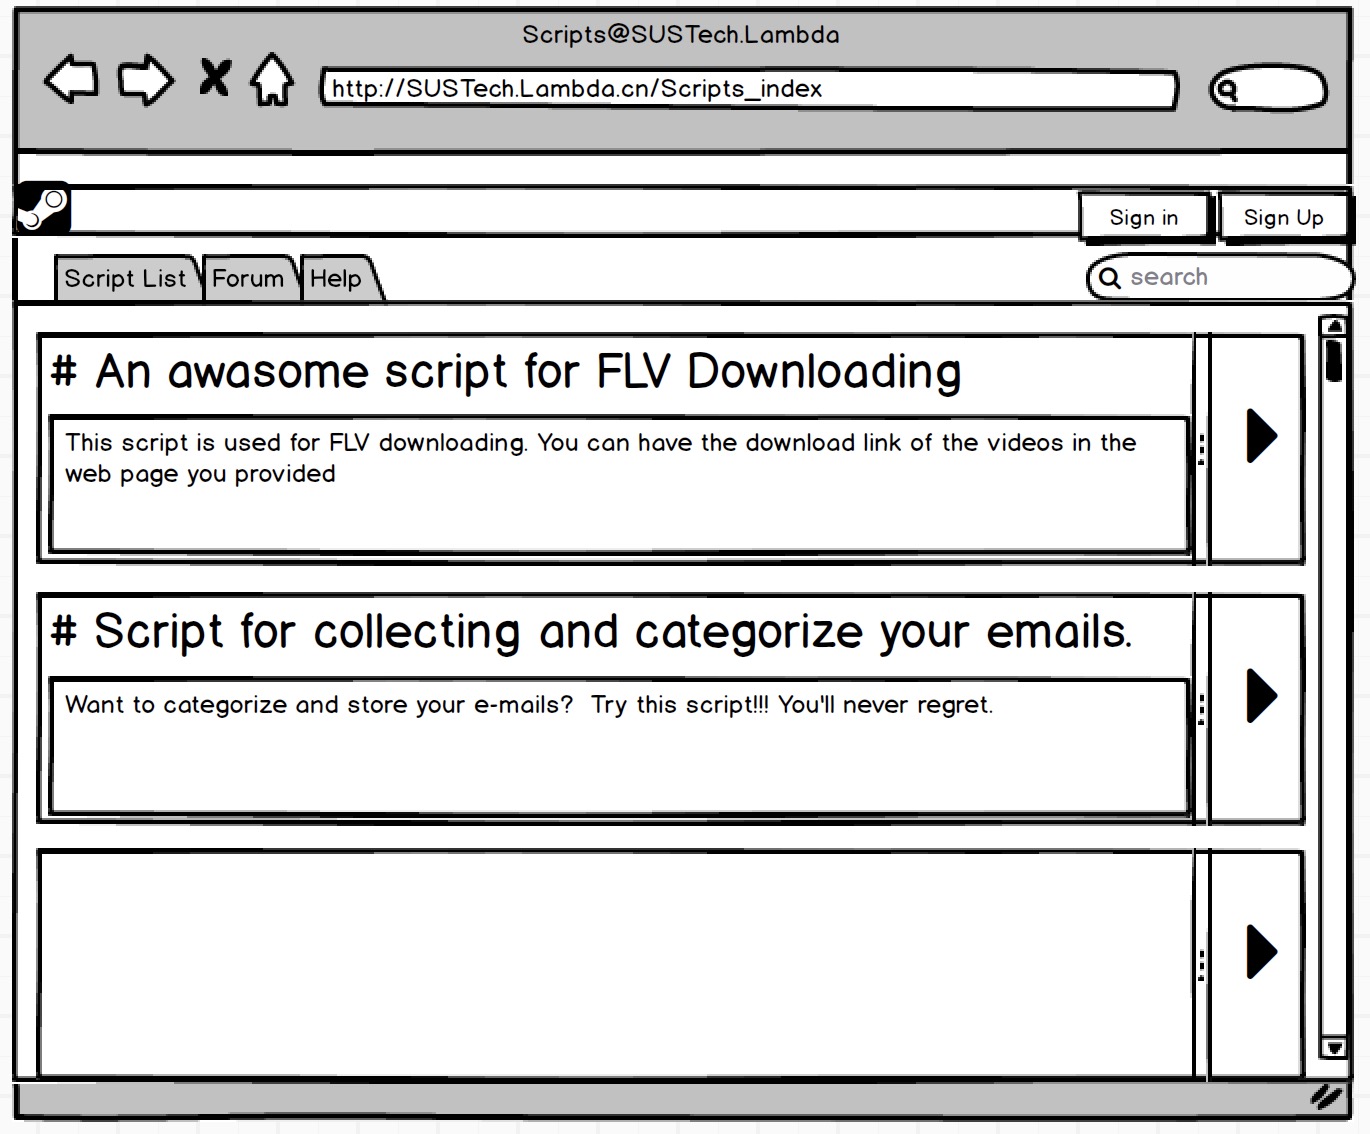 Scripts@SUSTech.Lambda
http://SUSTech.Lambda.cn/Scripts_index
Sign in
Sign Up
Script List
Forum
Help
search
# An awasome script for FLV Downloading
This script is used for FLV downloading. You can have the download link of the videos in the
web page you provided
# Script for collecting and categorize your emails.
Want to categorize and store your e-mails?  Try this script!!! You'll never regret.